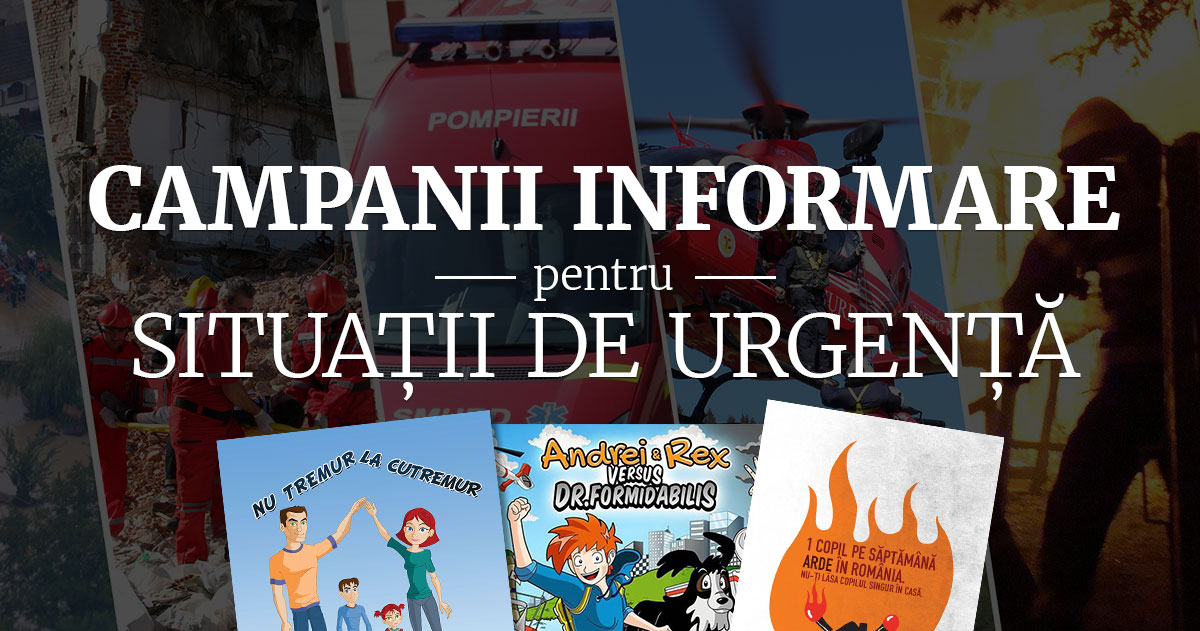 POMPIERII
CAMPANII INFORMARE
pentru
SITUAȚII DE URGENȚĂ
SMURD
NU TREMUR LA CUTREMUR
Andrei & Rex
VERSUS
DR.FORMIDABILIS
1 COPIL PE SĂPTĂMÂNĂ
ARDE ÎN ROMÂNIA.
NU-ȚI LĂSA COPILUL SINGUR ÎN CASĂ.